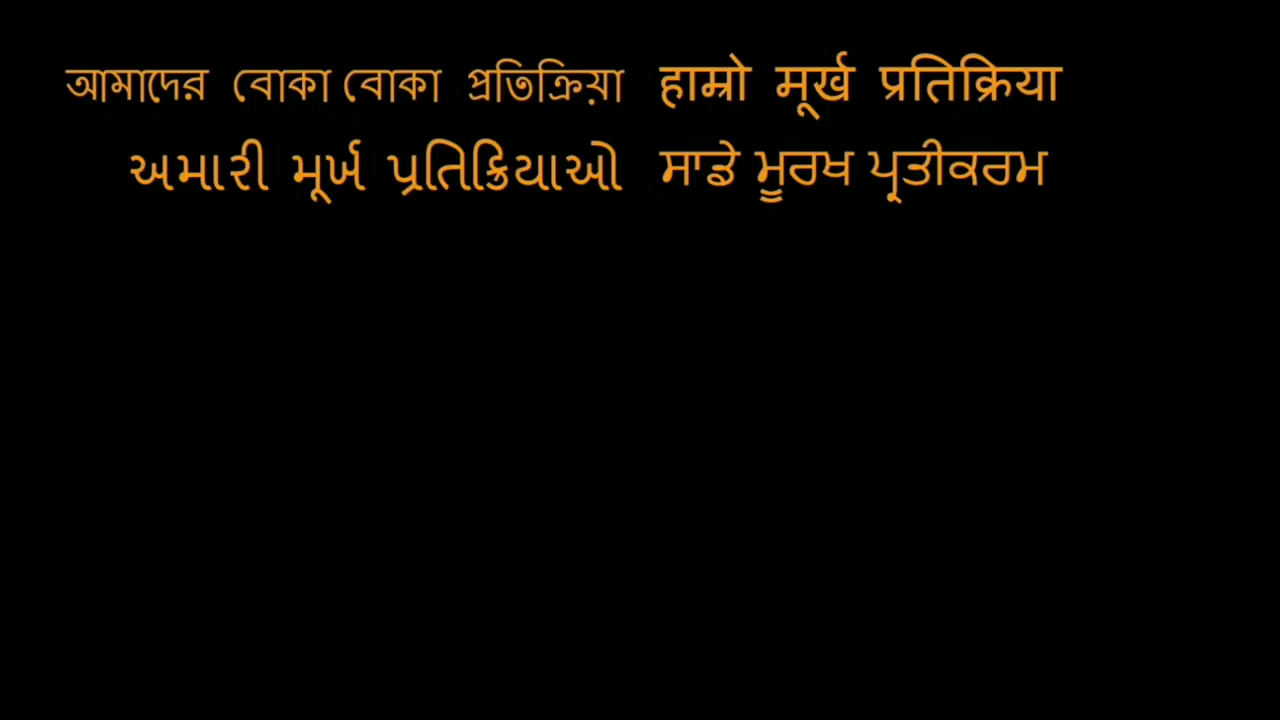 আমাদের বোকা বোকা প্রতিক্রিয়া हाम्रो मूर्ख प्रतिक्रिया
અમારી મૂર્ખ પ્રતિક્રિયાઓ ਸਾਡੇ ਮੂਰਖ ਪ੍ਰਤੀਕਰਮ